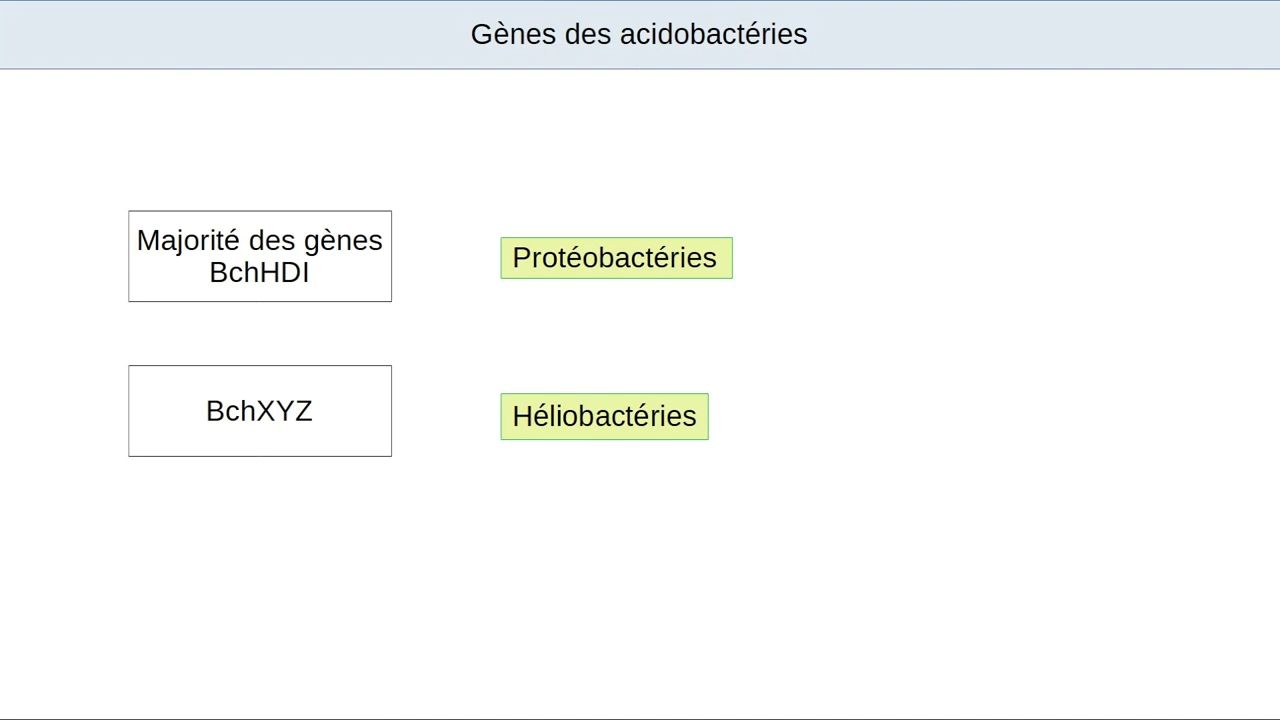 Gènes des acidobactéries
Majorité des gènes
BchHDI
Protéobactéries
BchXYZ
Héliobactéries